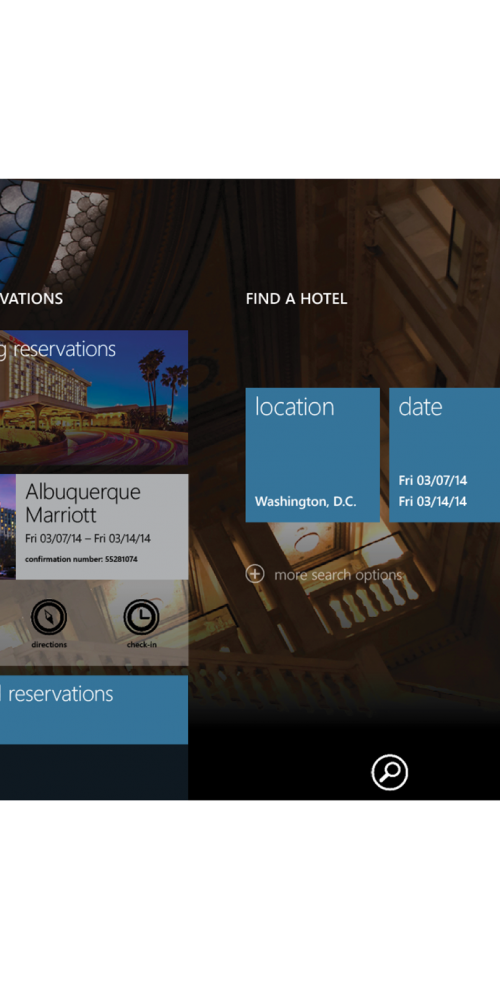 VATIONS
g reservations
Albuquerque
Marriott
Fri 03/07/14 – Fri 03/14/14
confirmation number: 55281074
directions
check-in
l reservations
FIND A HOTEL
location
Washington, D.C.
date
Fri 03/07/14
Fri 03/14/14
more search options